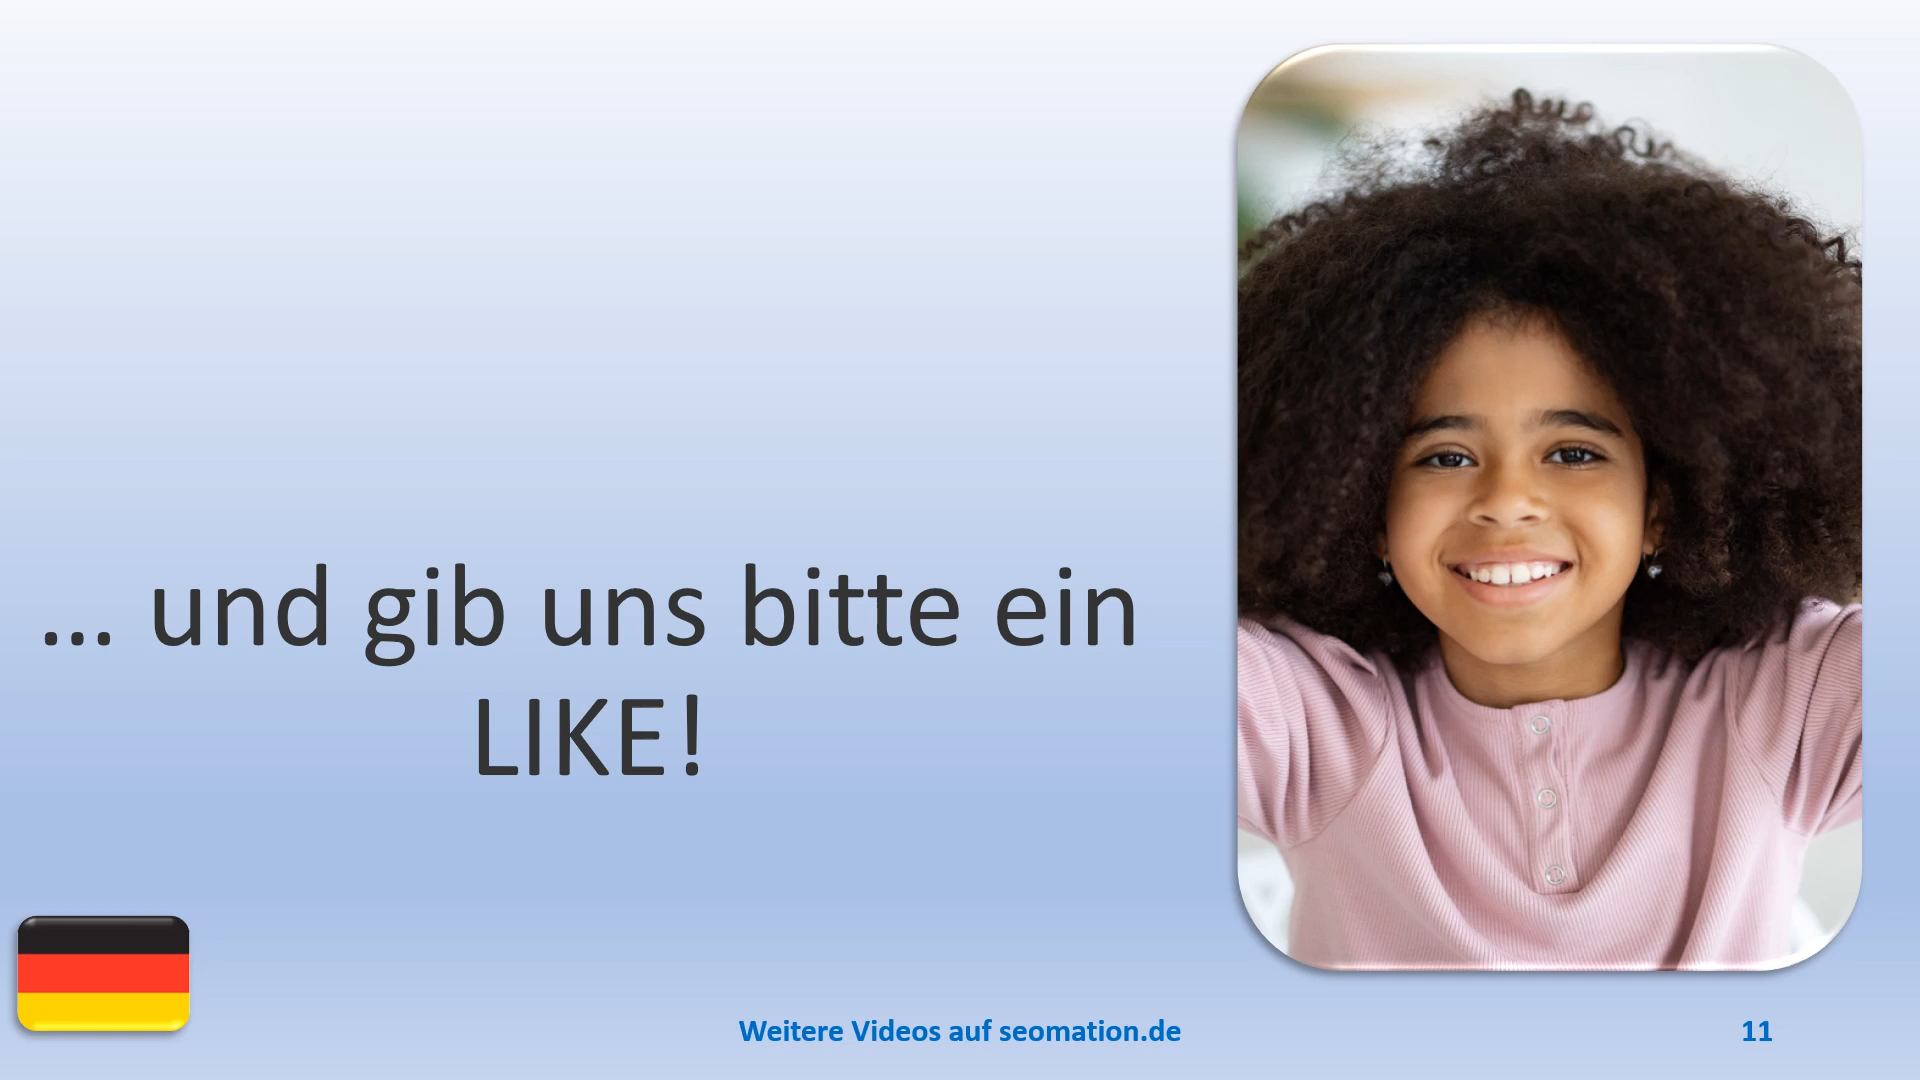 ... und gib uns bitte ein
LIKE!
Weitere Videos auf seomation.de
11